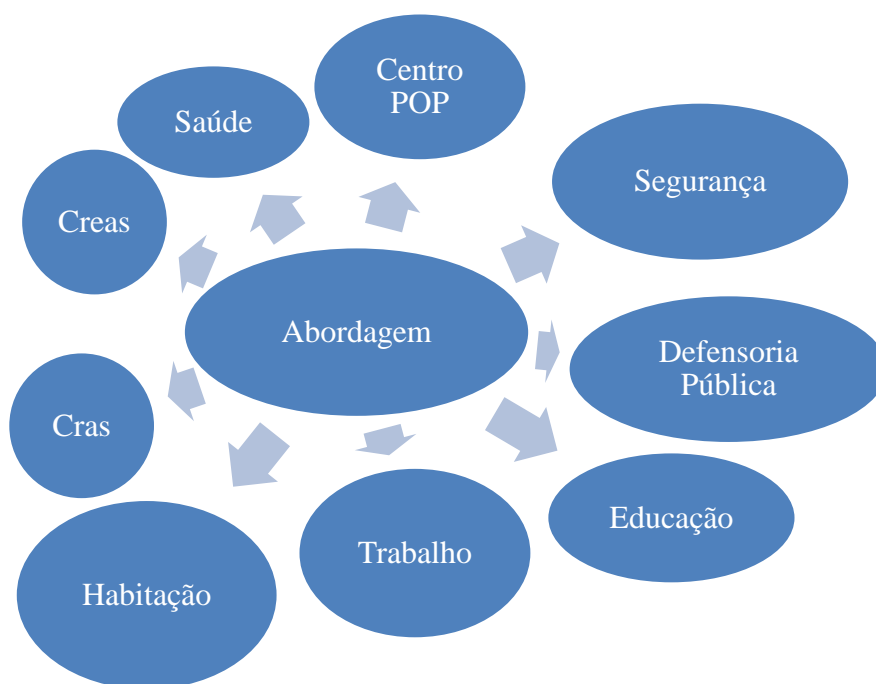 Centro
POP
Saúde
Segurança
Creas
Abordagem
Defensoria
Pública
Cras
Educação
Trabalho
Habitação